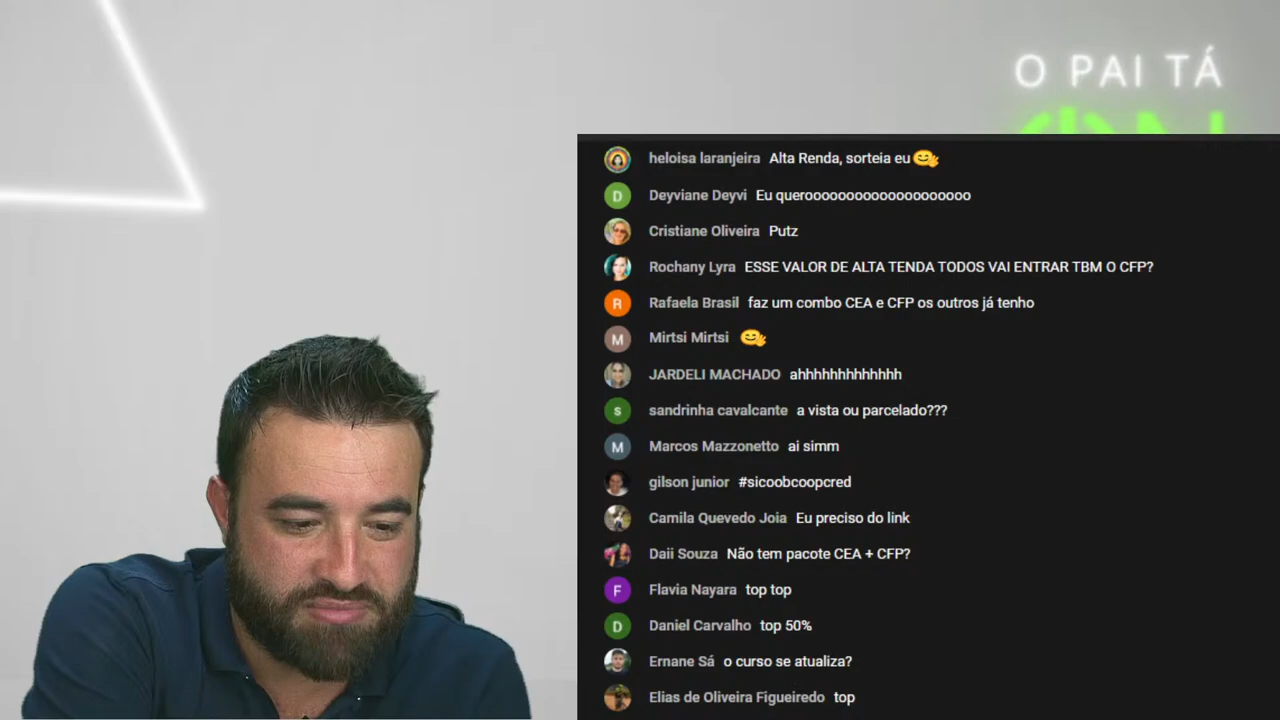 O PAI TÁ
ON
heloisa laranjeira Alta Renda, sorteia eu
Deyviane Deyvi Eu queroooooooooooooooooooo
Cristiane Oliveira Putz
Rochany Lyra ESSE VALOR DE ALTA TENDA TODOS VAI ENTRAR TBM O CFP?
Rafaela Brasil faz um combo CEA e CFP os outros já tenho
Mirtsi Mirtsi
JARDELI MACHADO ahhhhhhhhhhhhh
sandrinha cavalcante a vista ou parcelado???
Marcos Mazzonetto ai simm
gilson junior #sicoobcoopcred
Camila Quevedo Joia Eu preciso do link
Daii Souza Não tem pacote CEA + CFP?
Flavia Nayara top top
Daniel Carvalho top 50%
Ernane Sá o curso se atualiza?
Elias de Oliveira Figueiredo top